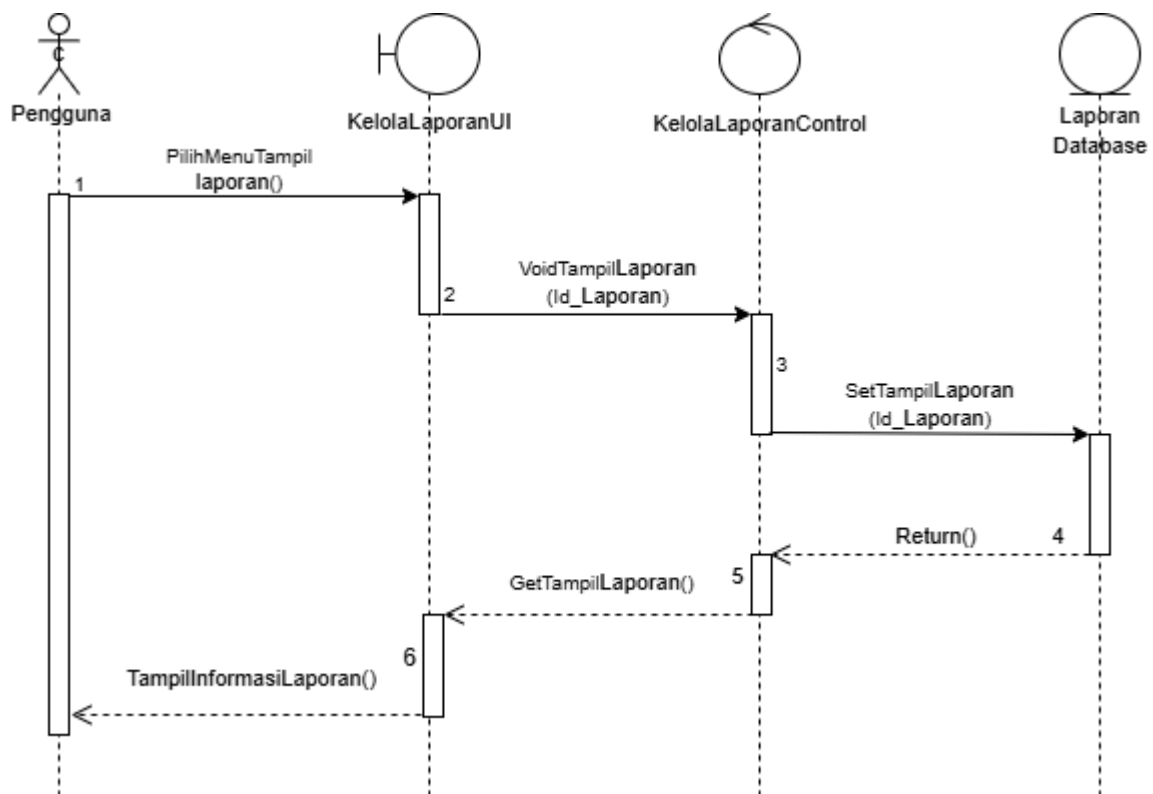 C
Pengguna
KelolaLaporanUI
KelolaLaporanControl
Laporan
Database
PilihMenuTampil
laporan()
1
VoidTampilLaporan
(Id_Laporan)
2
3
SetTampilLaporan
(Id_Laporan)
Return()
4
GetTampilLaporan()
5
6
TampilInformasiLaporan()